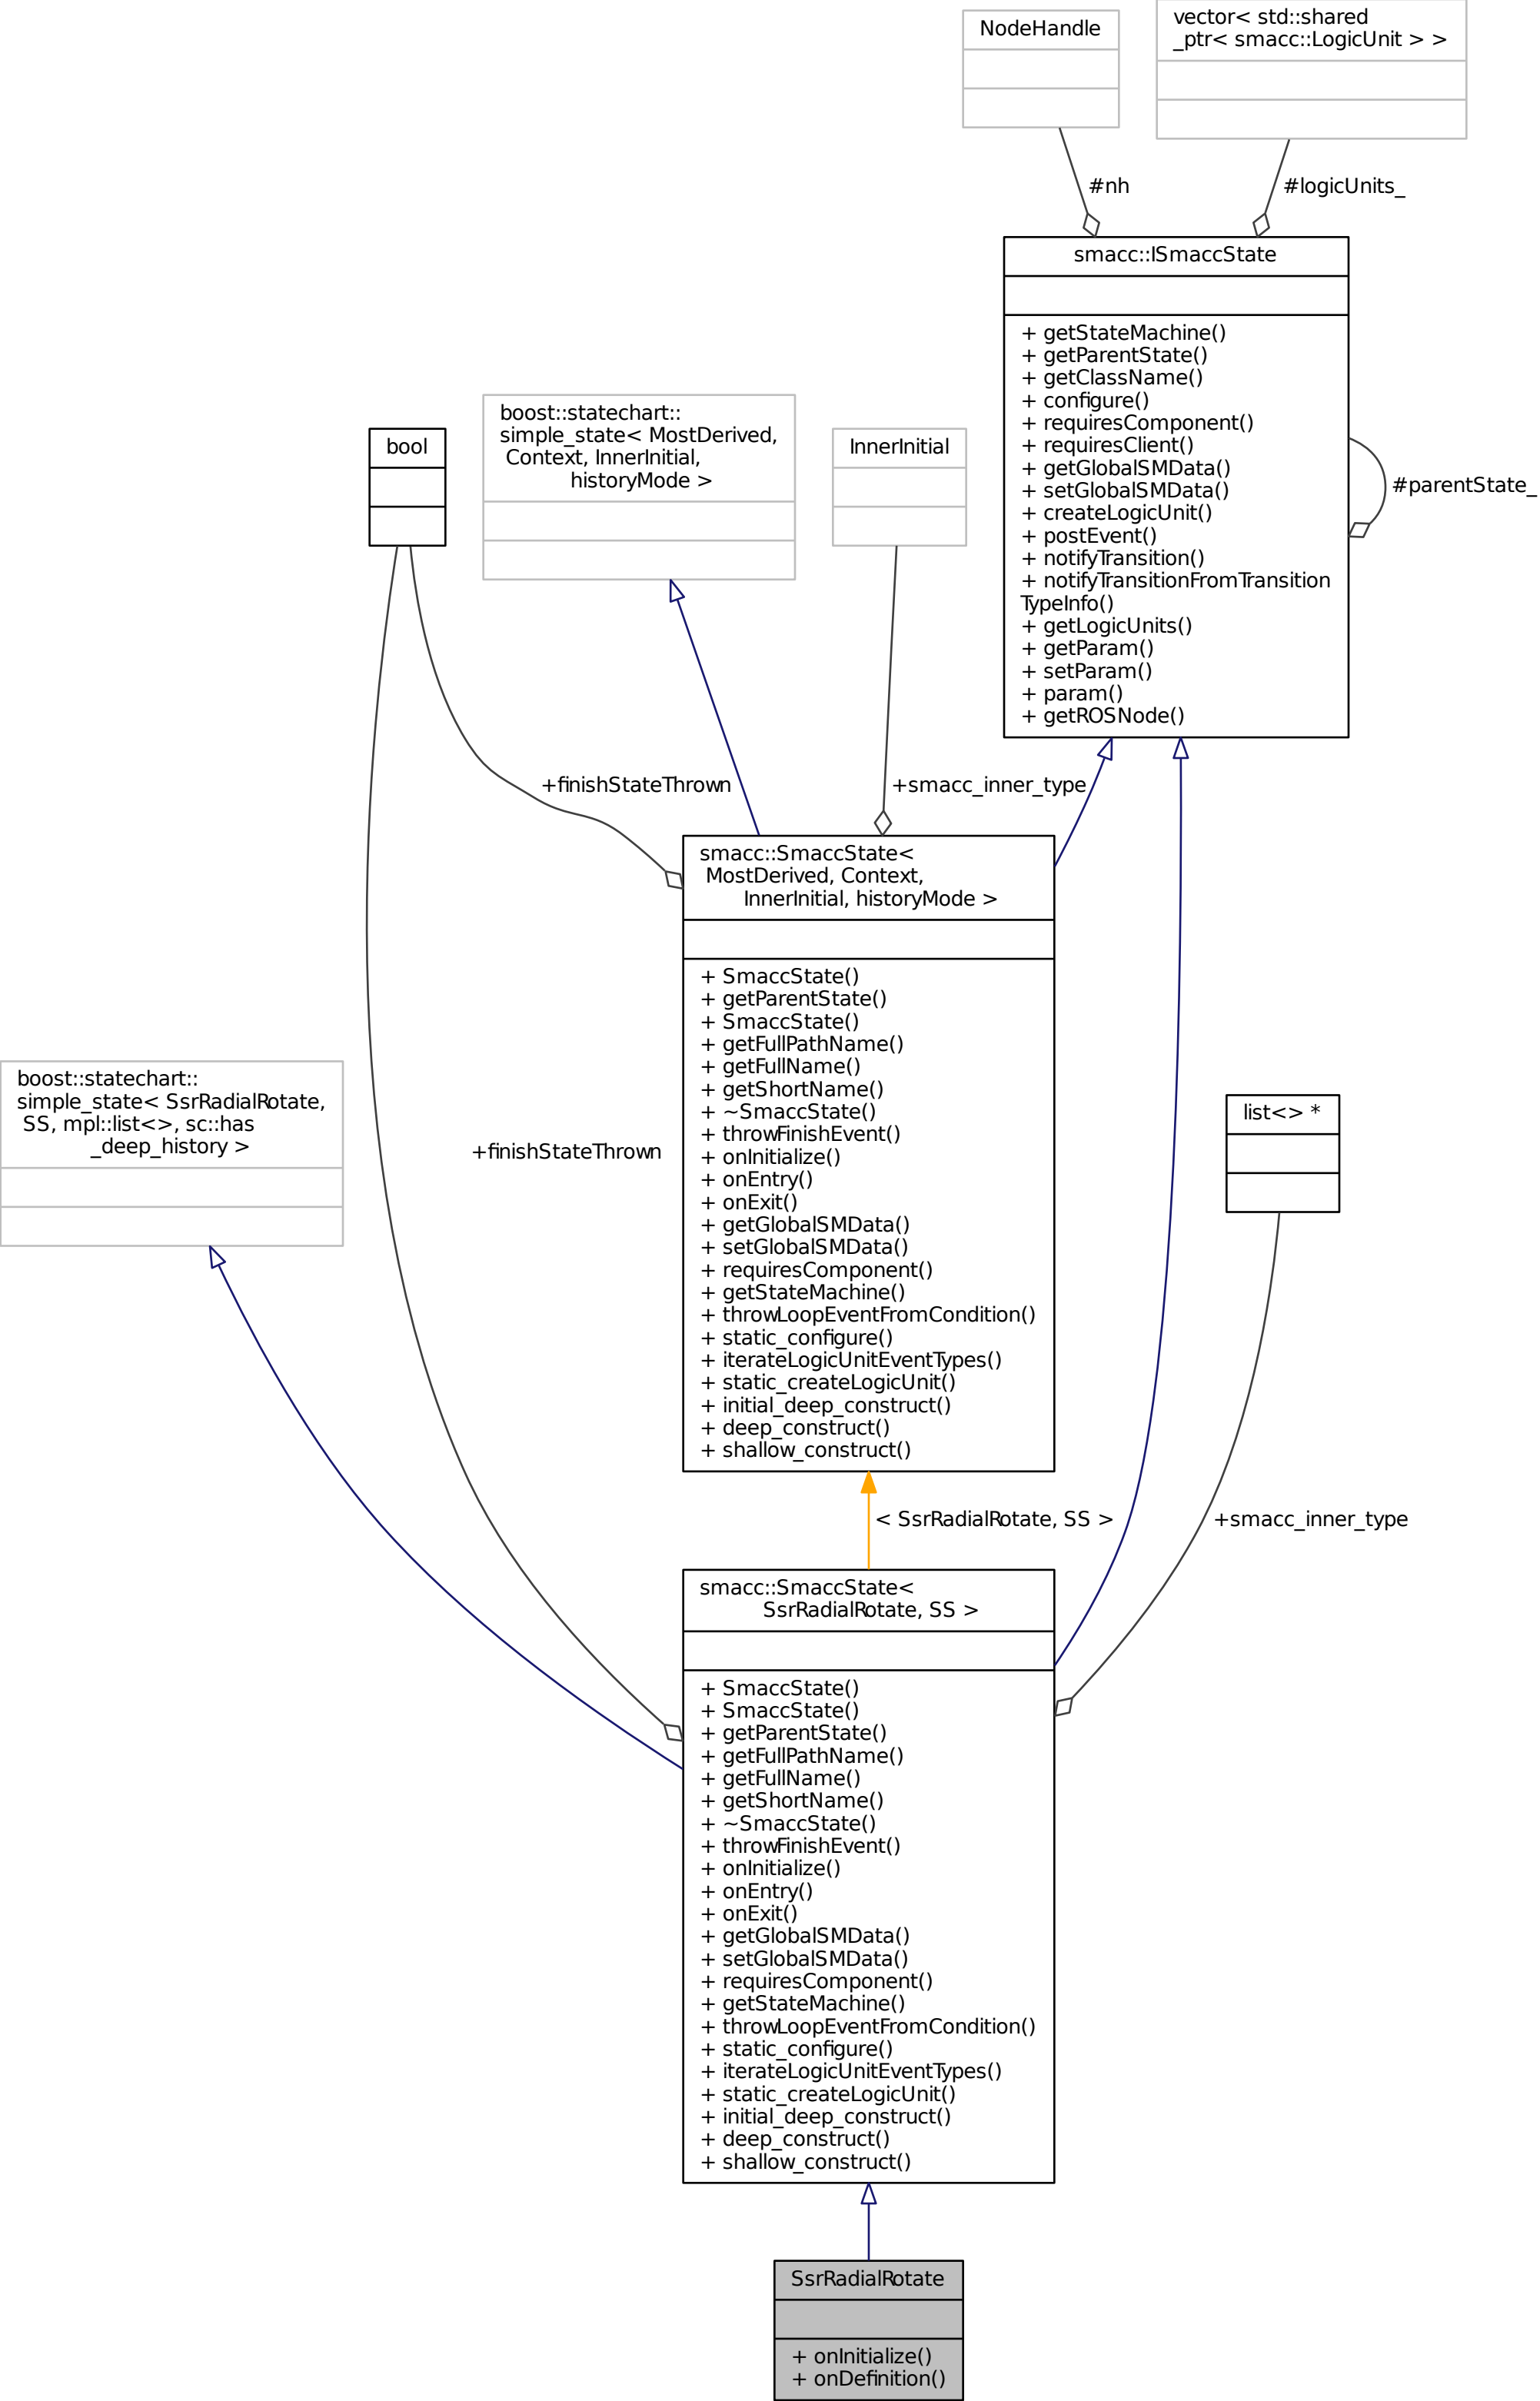 NodeHandle
vector< std::shared
_ptr< smacc::LogicUnit > >
#nh
#logicUnits_
smacc::ISmaccState
+ getStateMachine()
+ getParentState()
+ getClassName()
+ configure()
+ requiresComponent()
+ requiresClient()
+ getGlobalSMData()
+ setGlobalSMData()
+ createLogicUnit()
+ postEvent()
+ notifyTransition()
+ notifyTransitionFromTransition
TypeInfo()
+ getLogicUnits()
+ getParam()
+ setParam()
+ param()
+ getROSNode()
#parentState_
bool
boost::statechart::
simple_state< MostDerived,
Context, InnerInitial,
historyMode >
InnerInitial
+finishStateThrown
+smacc_inner_type
smacc::SmaccState<
MostDerived, Context,
InnerInitial, historyMode >
+ SmaccState()
+ getParentState()
+ SmaccState()
+ getFullPathName()
+ getFullName()
+ getShortName()
+ ~SmaccState()
+ throwFinishEvent()
+ onInitialize()
+ onEntry()
+ onExit()
+ getGlobalSMData()
+ setGlobalSMData()
+ requiresComponent()
+ getStateMachine()
+ throwLoopEventFromCondition()
+ static_configure()
+ iterateLogicUnitEventTypes()
+ static_createLogicUnit()
+ initial_deep_construct()
+ deep_construct()
+ shallow_construct()
boost::statechart::
simple_state< SsrRadialRotate,
SS, mpl::list<>, sc::has
_deep_history >
+finishStateThrown
list<> *
< SsrRadialRotate, SS >
+smacc_inner_type
smacc::SmaccState<
SsrRadialRotate, SS >
+ SmaccState()
+ SmaccState()
+ getParentState()
+ getFullPathName()
+ getFullName()
+ getShortName()
+ ~SmaccState()
+ throwFinishEvent()
+ onInitialize()
+ onEntry()
+ onExit()
+ getGlobalSMData()
+ setGlobalSMData()
+ requiresComponent()
+ getStateMachine()
+ throwLoopEventFromCondition()
+ static_configure()
+ iterateLogicUnitEventTypes()
+ static_createLogicUnit()
+ initial_deep_construct()
+ deep_construct()
+ shallow_construct()
SsrRadialRotate
+ onInitialize()
+ onDefinition()